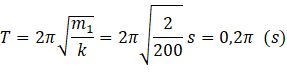 T = 2π√(m₁/k) = 2π√(2/200) s = 0,2π (s)